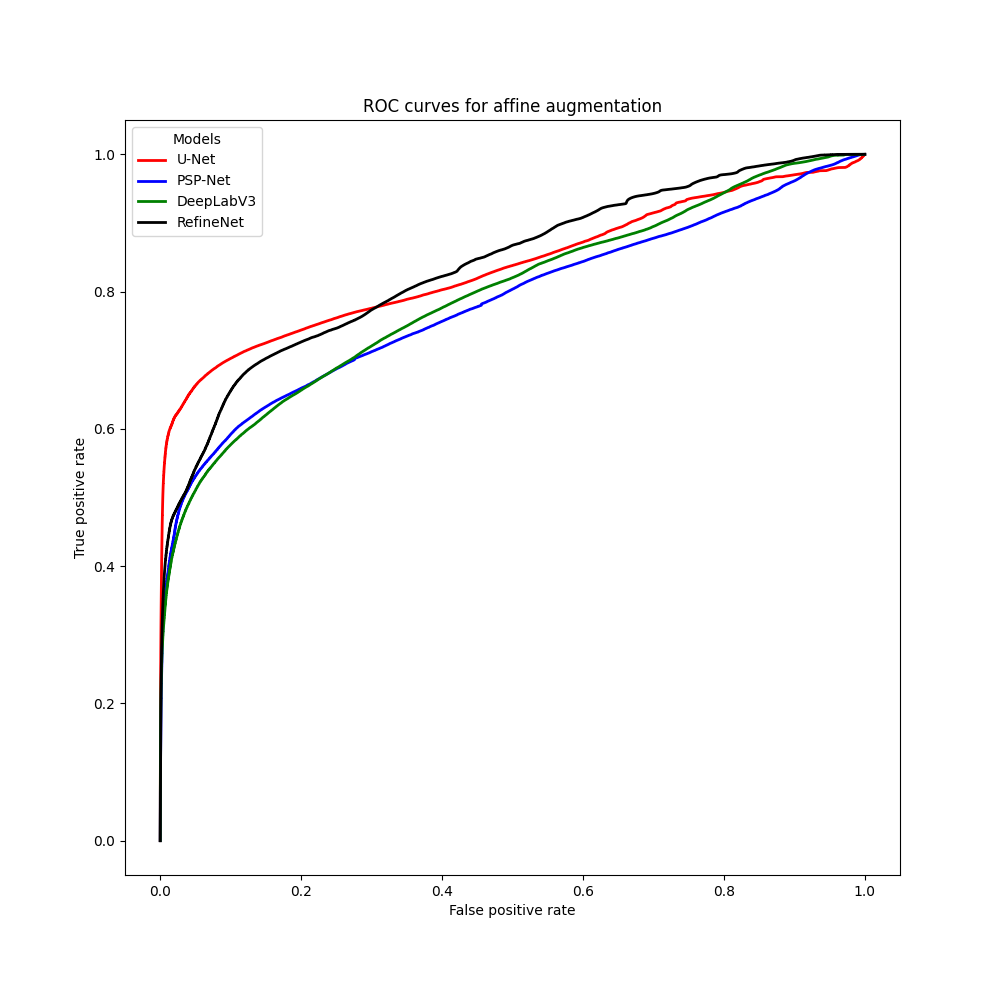 ROC curves for affine augmentation
Models
U-Net
PSP-Net
DeepLabV3
RefineNet
True positive rate
1.0
0.8
0.6
0.4
0.2
0.0
0.0 0.2 0.4 0.6 0.8 1.0
False positive rate